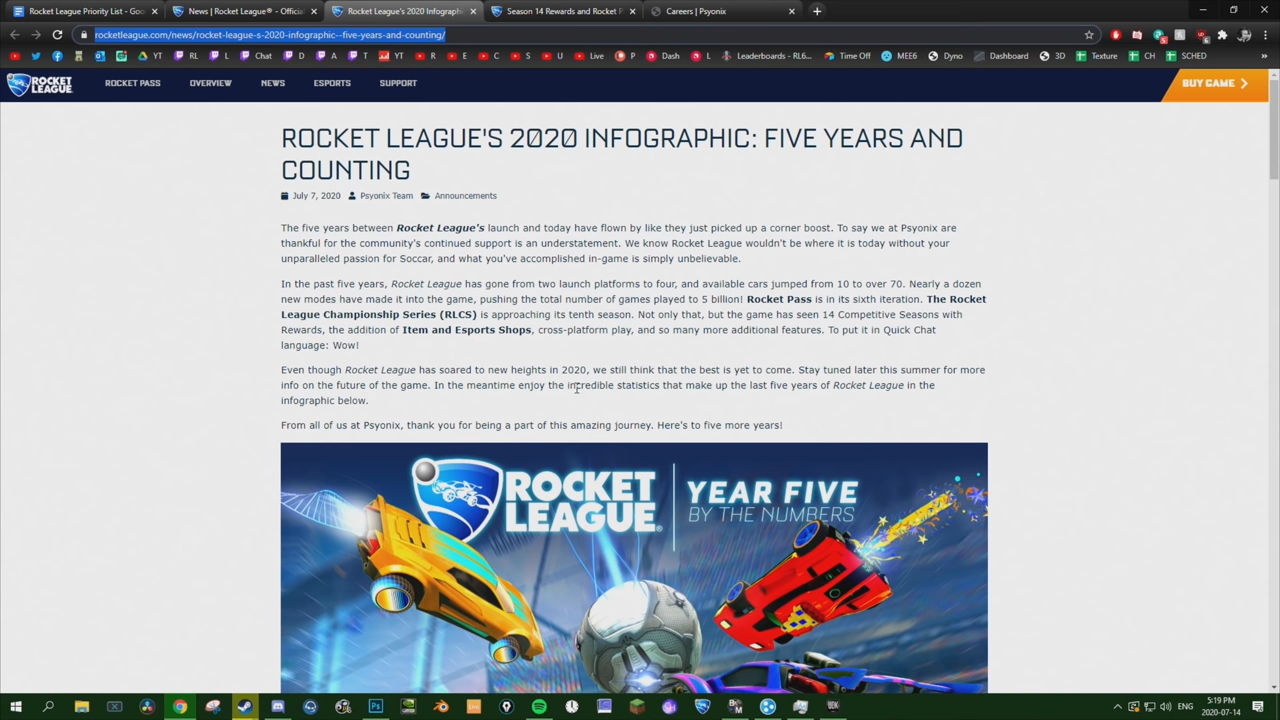 Rocket League Priority List - Goo
News | Rocket League® - Official
Rocket League's 2020 Infographic
Season 14 Rewards and Rocket P
Careers | Psyonix
rocketleague.com/news/rocket-league-s-2020-infographic--five-years-and-counting/
YT
RL
L
Chat
D
A
T
YT
RL
E
C
S
U
Live
P
Dash
L
Leaderboards - RL6...
Time Off
MEE6
Dyno
Dashboard
3D
Texture
CH
SCHED
ROCKET LEAGUE
ROCKET PASS
OVERVIEW
NEWS
ESPORTS
SUPPORT
BUY GAME
ROCKET LEAGUE'S 2020 INFOGRAPHIC: FIVE YEARS AND
COUNTING
July 7, 2020 Psyonix Team Announcements
The five years between Rocket League's launch and today have flown by like they just picked up a corner boost. To say we at Psyonix are
thankful for the community's continued support is an understatement. We know Rocket League wouldn't be where it is today without your
unparalleled passion for Soccar, and what you've accomplished in-game is simply unbelievable.
In the past five years, Rocket League has gone from two launch platforms to four, and available cars jumped from 10 to over 70. Nearly a dozen
new modes have made it into the game, pushing the total number of games played to 5 billion! Rocket Pass is in its sixth iteration. The Rocket
League Championship Series (RLCS) is approaching its tenth season. Not only that, but the game has seen 14 Competitive Seasons with
Rewards, the addition of Item and Esports Shops, cross-platform play, and so many more additional features. To put it in Quick Chat
language: Wow!
Even though Rocket League has soared to new heights in 2020, we still think that the best is yet to come. Stay tuned later this summer for more
info on the future of the game. In the meantime enjoy the incredible statistics that make up the last five years of Rocket League in the
infographic below.
From all of us at Psyonix, thank you for being a part of this amazing journey. Here's to five more years!
ROCKET
LEAGUE
YEAR FIVE
BY THE NUMBERS
ENG
5:19 PM
2020-07-14